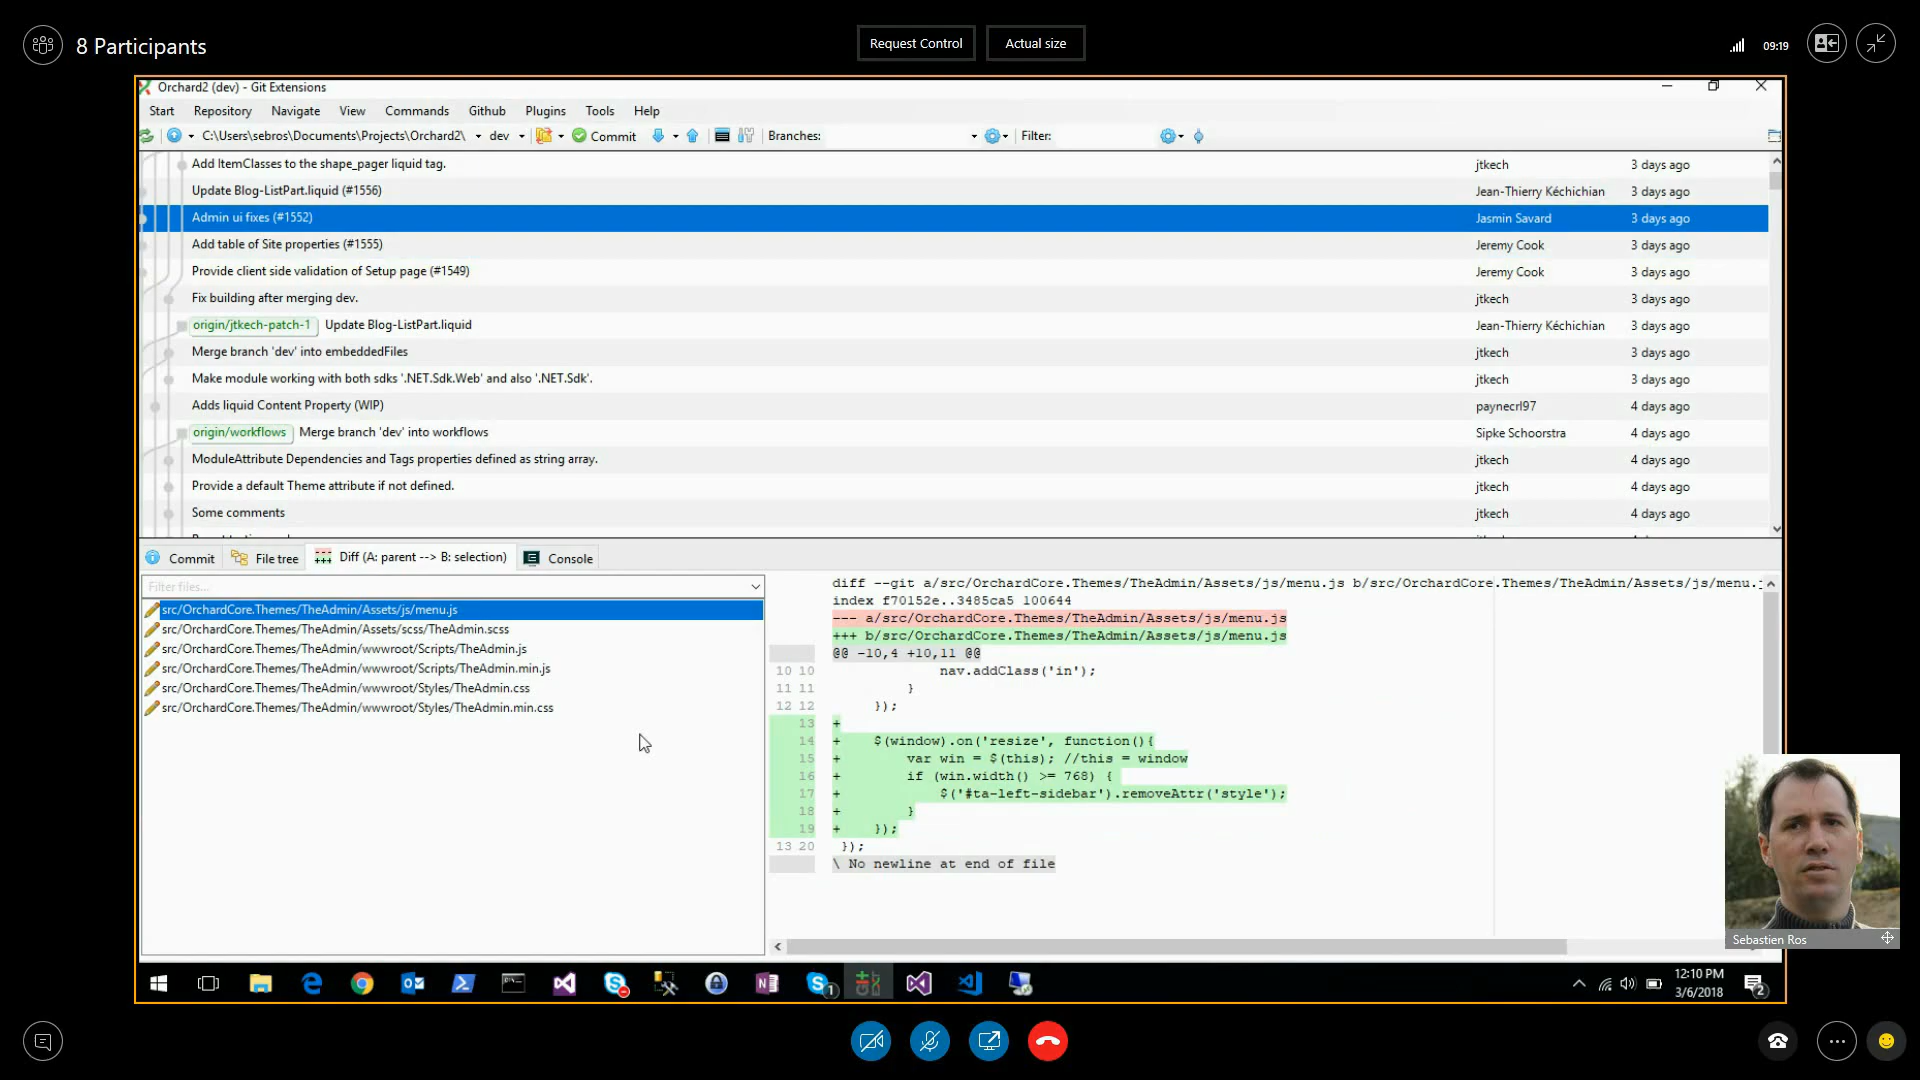 8 Participants
Request Control
Actual size
09:19
Orchard2 (dev) - Git Extensions
Start Repository Navigate View Commands Github Plugins Tools Help
C:\Users\sebros\Documents\Projects\Orchard2\ dev Commit Branches: Filter:
Add ItemClasses to the shape_pager liquid tag. jtkech 3 days ago
Update Blog-ListPart.liquid (#1556) Jean-Thierry Kéchichian 3 days ago
Admin ui fixes (#1552) Jasmin Savard 3 days ago
Add table of Site properties (#1555) Jeremy Cook 3 days ago
Provide client side validation of Setup page (#1549) Jeremy Cook 3 days ago
Fix building after merging dev. jtkech 3 days ago
origin/jtkech-patch-1 Update Blog-ListPart.liquid Jean-Thierry Kéchichian 3 days ago
Merge branch 'dev' into embeddedFiles jtkech 3 days ago
Make module working with both sdks '.NET.Sdk.Web' and also '.NET.Sdk'. jtkech 3 days ago
Adds liquid Content Property (WIP) paynecrl97 4 days ago
origin/workflows Merge branch 'dev' into workflows Sipke Schoorstra 4 days ago
ModuleAttribute Dependencies and Tags properties defined as string array. jtkech 4 days ago
Provide a default Theme attribute if not defined. jtkech 4 days ago
Some comments jtkech 4 days ago
Commit File tree Diff (A: parent --> B: selection) Console
Filter files...
src/OrchardCore.Themes/TheAdmin/Assets/js/menu.js
src/OrchardCore.Themes/TheAdmin/Assets/scss/TheAdmin.scss
src/OrchardCore.Themes/TheAdmin/wwwroot/Scripts/TheAdmin.js
src/OrchardCore.Themes/TheAdmin/wwwroot/Scripts/TheAdmin.min.js
src/OrchardCore.Themes/TheAdmin/wwwroot/Styles/TheAdmin.css
src/OrchardCore.Themes/TheAdmin/wwwroot/Styles/TheAdmin.min.css
diff --git a/src/OrchardCore.Themes/TheAdmin/Assets/js/menu.js b/src/OrchardCore.Themes/TheAdmin/Assets/js/menu.j
index f70152e..3485ca5 100644
--- a/src/OrchardCore.Themes/TheAdmin/Assets/js/menu.js
+++ b/src/OrchardCore.Themes/TheAdmin/Assets/js/menu.js
@@ -10,4 +10,11 @@
10 10 nav.addClass('in');
11 11 }
12 12 });
13 +
14 + $(window).on('resize', function(){
15 + var win = $(this); //this = window
16 + if (win.width() >= 768) {
17 + $('#ta-left-sidebar').removeAttr('style');
18 + }
19 + });
13 20 });
\ No newline at end of file
Sebastien Ros
12:10 PM
3/6/2018
1
2